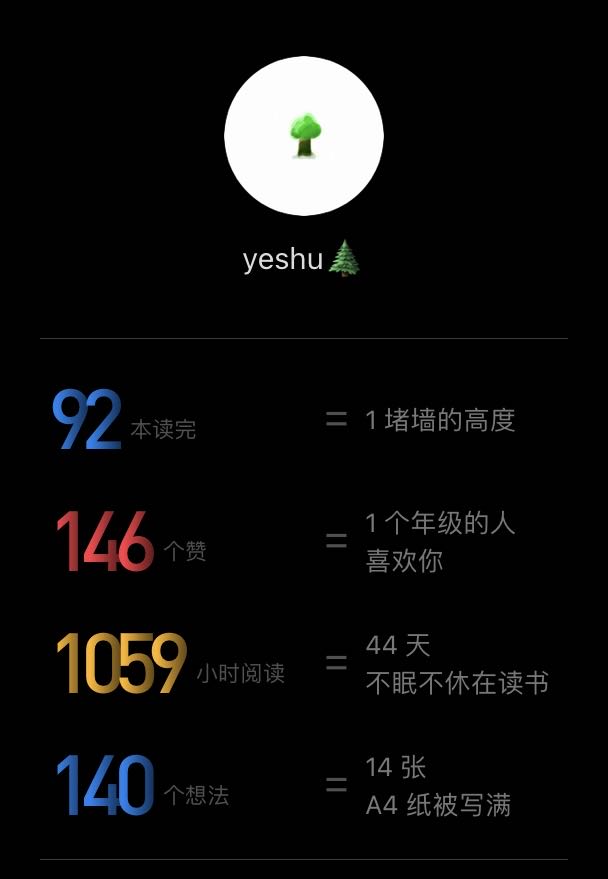 yeshu🌲
92 本读完 = 1 堵墙的高度
146 个赞 = 1 个年级的人
喜欢你
1059 小时阅读 = 44 天
不眠不休在读书
140 个想法 = 14 张
A4 纸被写满